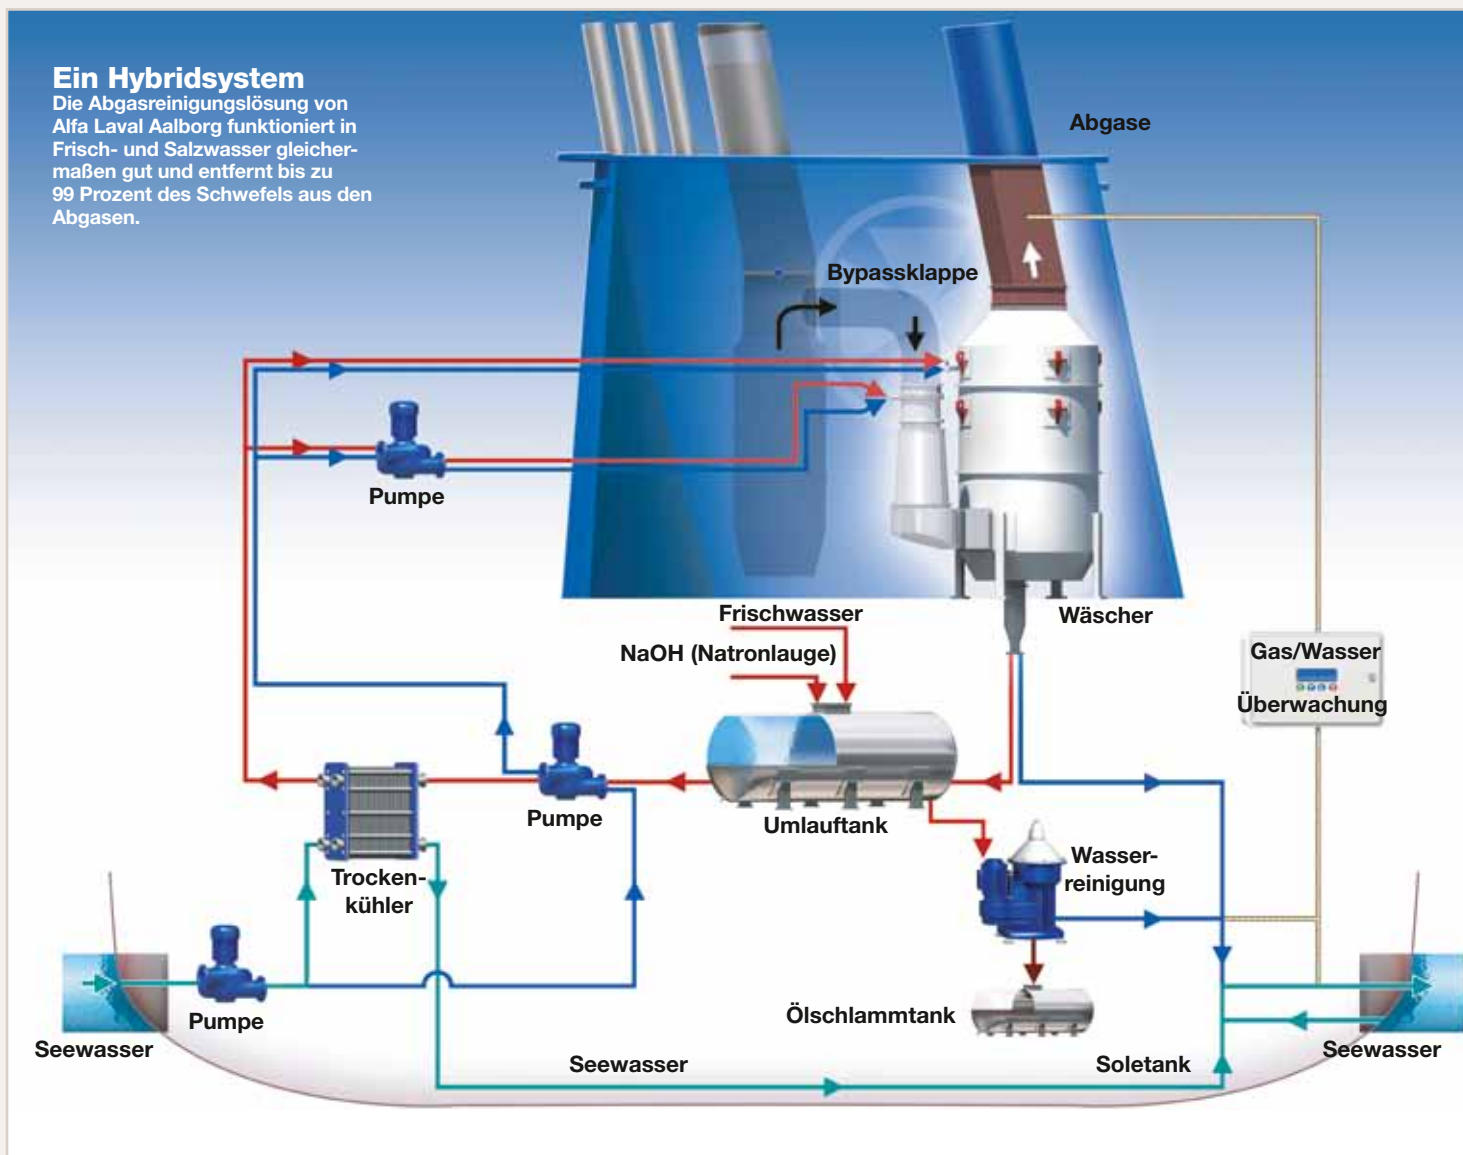 Ein Hybridsystem
Die Abgasreinigungslösung von
Alfa Laval Aalborg funktioniert in
Frisch- und Salzwasser gleicher-
maßen gut und entfernt bis zu
99 Prozent des Schwefels aus den
Abgasen.
Abgase
Bypassklappe
Pumpe
Frischwasser
Wäscher
NaOH (Natronlauge)
Gas/Wasser
Überwachung
Pumpe
Umlauftank
Trocken-
kühler
Wasser-
reinigung
Pumpe
Ölschlammtank
Seewasser
Seewasser
Soletank
Seewasser